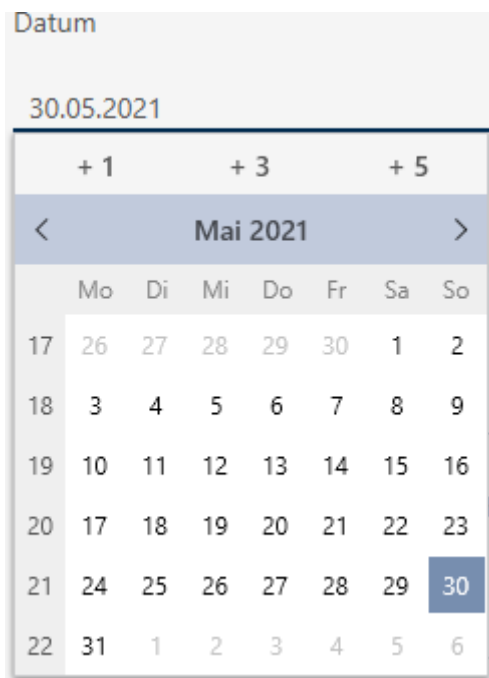 Datum
30.05.2021
+ 1 + 3 + 5
< Mai 2021 >
Mo Di Mi Do Fr Sa So
17 26 27 28 29 30 1 2
18 3 4 5 6 7 8 9
19 10 11 12 13 14 15 16
20 17 18 19 20 21 22 23
21 24 25 26 27 28 29 30
22 31 1 2 3 4 5 6